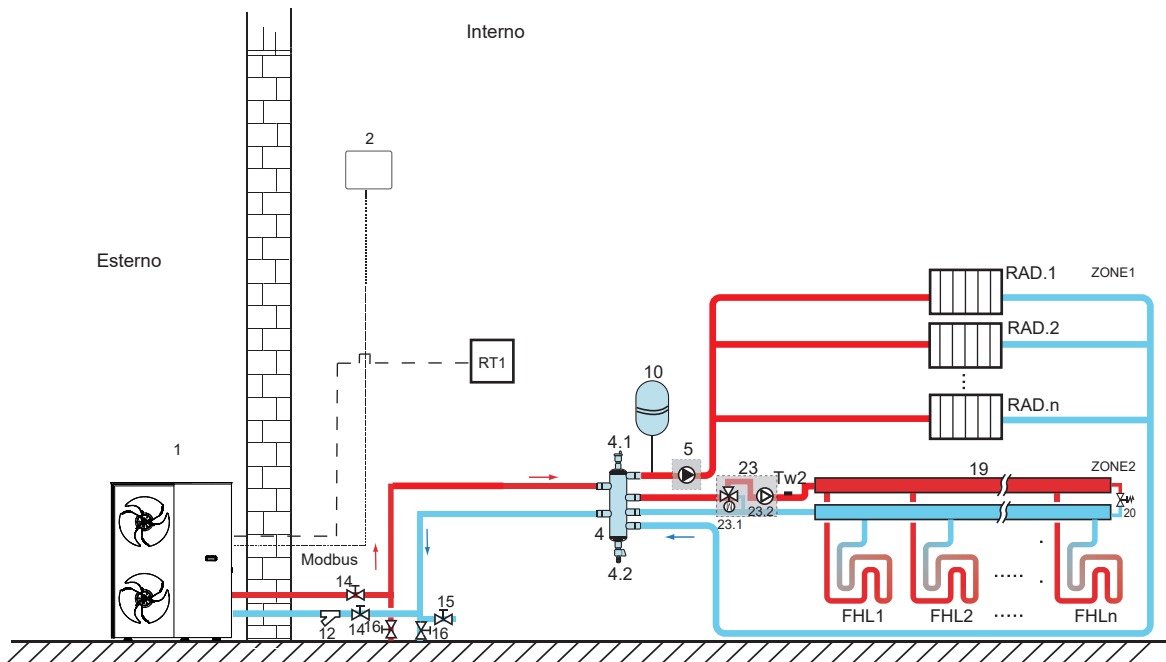 Interno
2
Esterno
RAD.1
ZONE1
RAD.2
RT1
10
RAD.n
4.1
5
1
23
Tw2
19
ZONE2
23.1
23.2
20
4
Modbus
4.2
14
15
12
14
16
16
FHL1
FHL2
FHLn